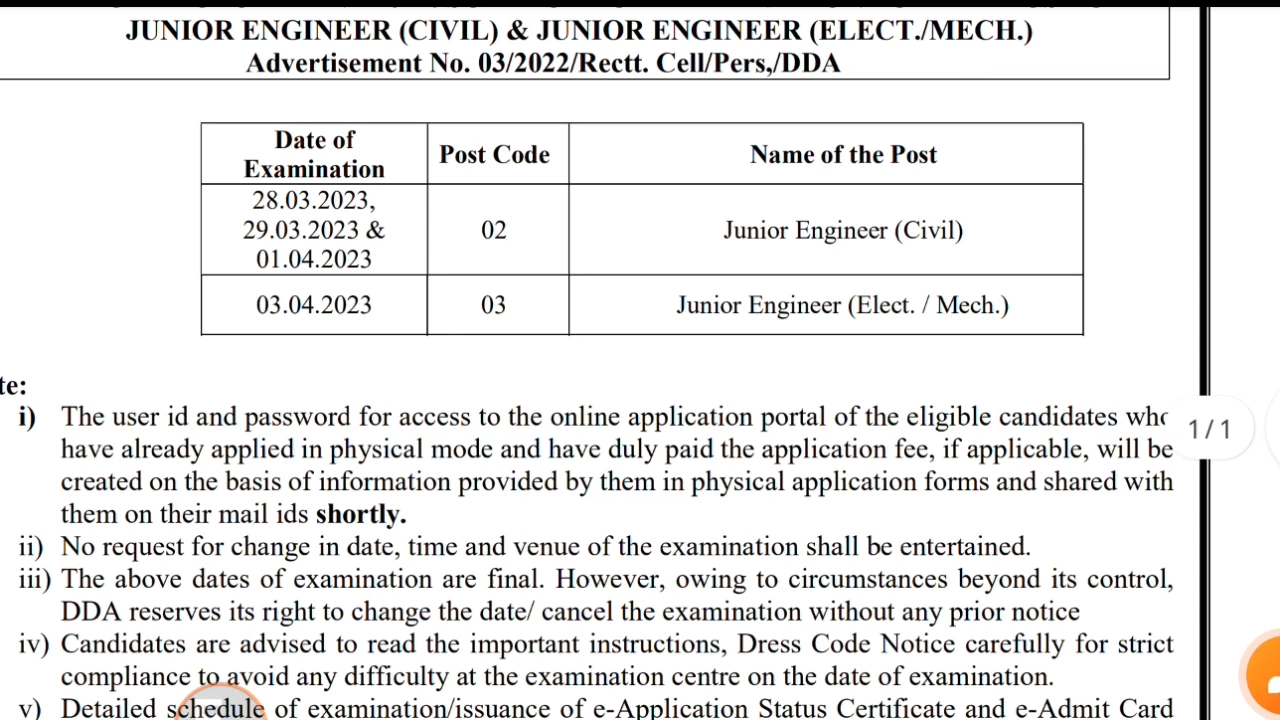 JUNIOR ENGINEER (CIVIL) & JUNIOR ENGINEER (ELECT./MECH.)
Advertisement No. 03/2022/Rectt. Cell/Pers,/DDA
Date of Examination
Post Code
Name of the Post
28.03.2023,
29.03.2023 &
01.04.2023
02
Junior Engineer (Civil)
03.04.2023
03
Junior Engineer (Elect. / Mech.)
te:
i) The user id and password for access to the online application portal of the eligible candidates who
have already applied in physical mode and have duly paid the application fee, if applicable, will be
created on the basis of information provided by them in physical application forms and shared with
them on their mail ids shortly.
ii) No request for change in date, time and venue of the examination shall be entertained.
iii) The above dates of examination are final. However, owing to circumstances beyond its control,
DDA reserves its right to change the date/ cancel the examination without any prior notice
iv) Candidates are advised to read the important instructions, Dress Code Notice carefully for strict
compliance to avoid any difficulty at the examination centre on the date of examination.
v) Detailed schedule of examination/issuance of e-Application Status Certificate and e-Admit Card
1/1